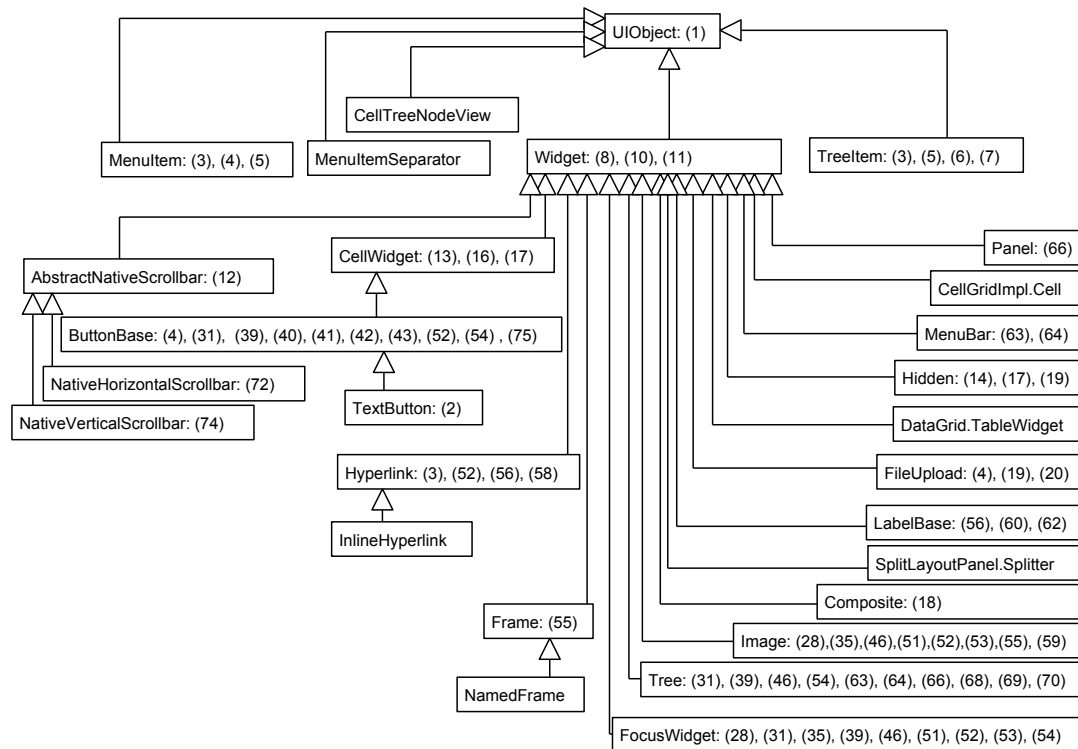 UIObject: (1)
CellTreeNodeView
MenuItem: (3), (4), (5)
MenuItemSeparator
Widget: (8), (10), (11)
TreeItem: (3), (5), (6), (7)
AbstractNativeScrollbar: (12)
CellWidget: (13), (16), (17)
Panel: (66)
CellGridImpl.Cell
ButtonBase: (4), (31), (39), (40), (41), (42), (43), (52), (54) , (75)
MenuBar: (63), (64)
NativeHorizontalScrollbar: (72)
Hidden: (14), (17), (19)
TextButton: (2)
NativeVerticalScrollbar: (74)
DataGrid.TableWidget
Hyperlink: (3), (52), (56), (58)
FileUpload: (4), (19), (20)
InlineHyperlink
LabelBase: (56), (60), (62)
SplitLayoutPanel.Splitter
Composite: (18)
Frame: (55)
Image: (28),(35),(46),(51),(52),(53),(55), (59)
NamedFrame
Tree: (31), (39), (46), (54), (63), (64), (66), (68), (69), (70)
FocusWidget: (28), (31), (35), (39), (46), (51), (52), (53), (54)